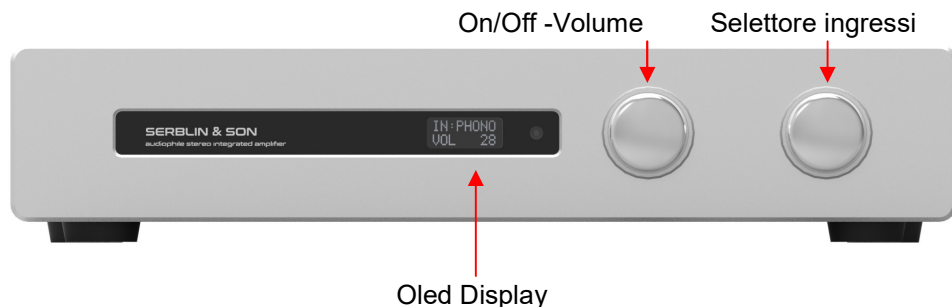 On/Off -Volume
Selettore ingressi
SERBLIN & SON
audiophile stereo integrated amplifier
IN:PHONO
VOL 28
Oled Display